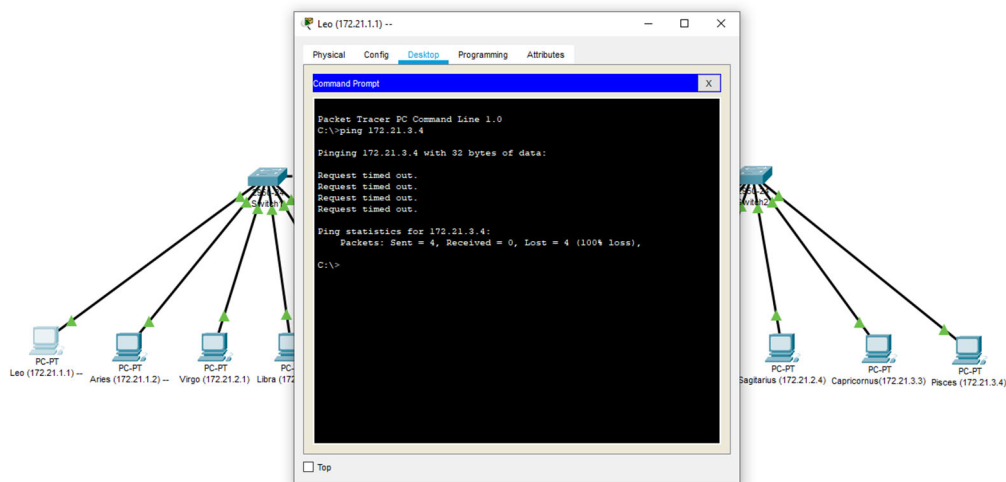 Leo (172.21.1.1) --
Physical Config Desktop Programming Attributes
Command Prompt
X
Packet Tracer PC Command Line 1.0
C:\>ping 172.21.3.4
Pinging 172.21.3.4 with 32 bytes of data:
Request timed out.
Request timed out.
Request timed out.
Request timed out.
Ping statistics for 172.21.3.4:
Packets: Sent = 4, Received = 0, Lost = 4 (100% loss),
C:\>
Top
PC-PT
Leo (172.21.1.1) --
PC-PT
Aries (172.21.1.2) --
PC-PT
Virgo (172.21.2.1)
PC-
Libra (172
PC-PT
Sagitarius (172.21.2.4)
PC-PT
Capricornus(172.21.3.3)
PC-PT
Pisces (172.21.3.4)